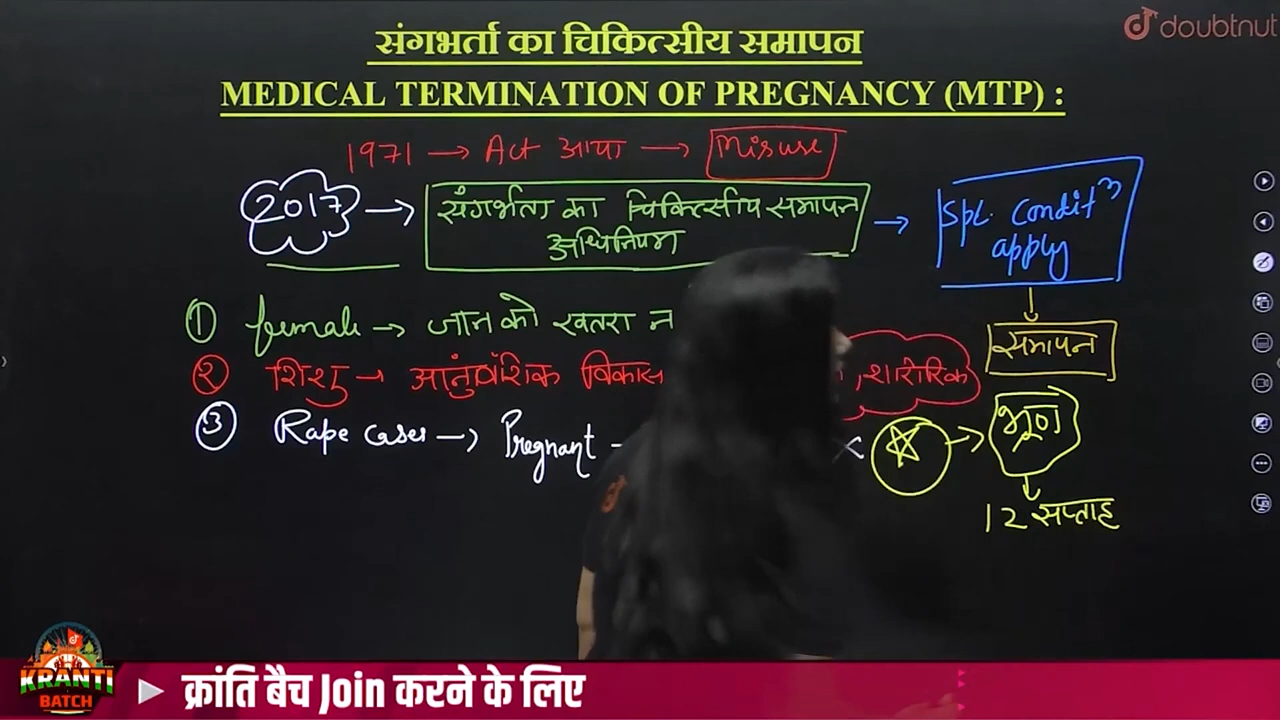 doubtnut
संगभर्ता का चिकित्सीय समापन
MEDICAL TERMINATION OF PREGNANCY (MTP) :
1971 → Act आया → Misuse
2017 → संगर्भता का चिकित्सीय समापन अधिनियम → Spl. Conditn apply
समापन
① female → जान को खतरा न
② शिशु → आनुंवंशिक विकास , शारीरिक
③ Rape cases → Pregnant -
भ्रूण
12 सप्ताह
KRANTI BATCH
क्रांति बैच Join करने के लिए